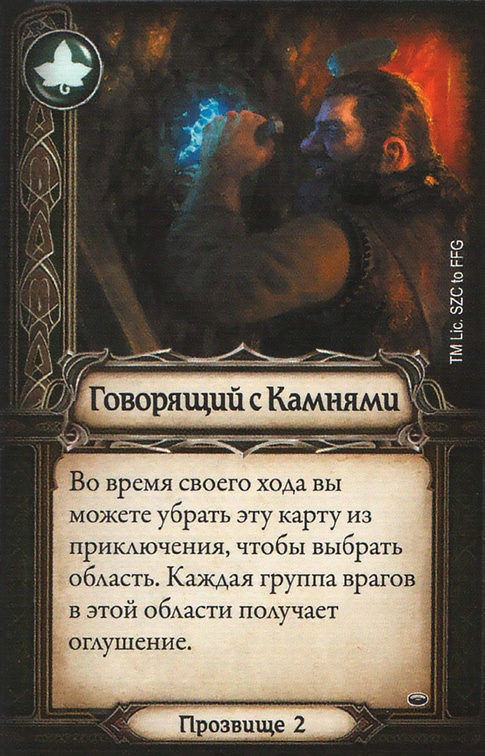 TM Lic. SZC to FFG
Говорящий с Камнями
Во время своего хода вы
можете убрать эту карту из
приключения, чтобы выбрать
область. Каждая группа врагов
в этой области получает
оглушение.
Прозвище 2